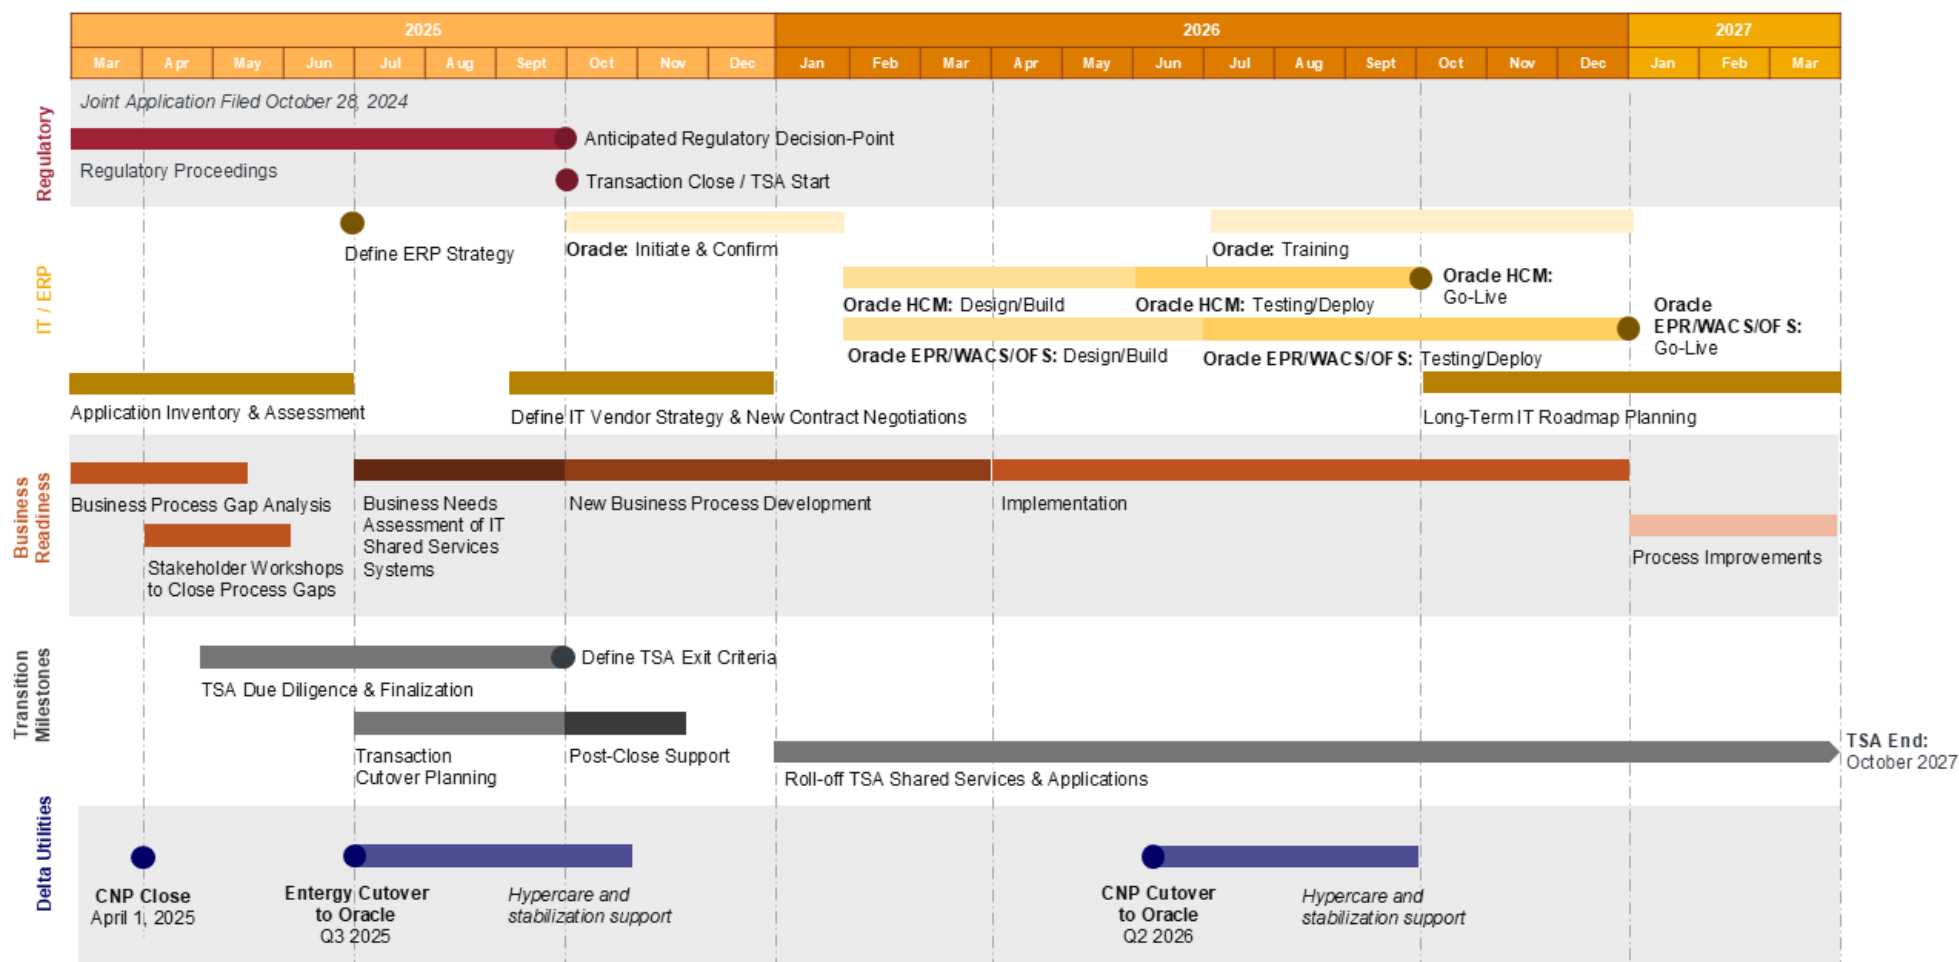 2025
2026
2027
Mar
Apr
May
Jun
Jul
Aug
Sept
Oct
Nov
Dec
Jan
Feb
Mar
Apr
May
Jun
Jul
Aug
Sept
Oct
Nov
Dec
Jan
Feb
Mar
Regulatory
Joint Application Filed October 28, 2024
Anticipated Regulatory Decision-Point
Regulatory Proceedings
Transaction Close / TSA Start
IT / ERP
Define ERP Strategy
Oracle: Initiate & Confirm
Oracle: Training
Oracle HCM: Design/Build
Oracle HCM: Testing/Deploy
Oracle HCM:
Go-Live
Oracle EPR/WACS/OFS: Design/Build
Oracle EPR/WACS/OFS: Testing/Deploy
Oracle
EPR/WACS/OFS:
Go-Live
Application Inventory & Assessment
Define IT Vendor Strategy & New Contract Negotiations
Long-Term IT Roadmap Planning
Business
Readiness
Business Process Gap Analysis
Stakeholder Workshops
to Close Process Gaps
Business Needs
Assessment of IT
Shared Services
Systems
New Business Process Development
Implementation
Process Improvements
Transition
Milestones
Define TSA Exit Criteria
TSA Due Diligence & Finalization
Transaction
Cutover Planning
Post-Close Support
Roll-off TSA Shared Services & Applications
TSA End:
October 2027
Delta Utilities
CNP Close
April 1, 2025
Entergy Cutover
to Oracle
Q3 2025
Hypercare and
stabilization support
CNP Cutover
to Oracle
Q2 2026
Hypercare and
stabilization support